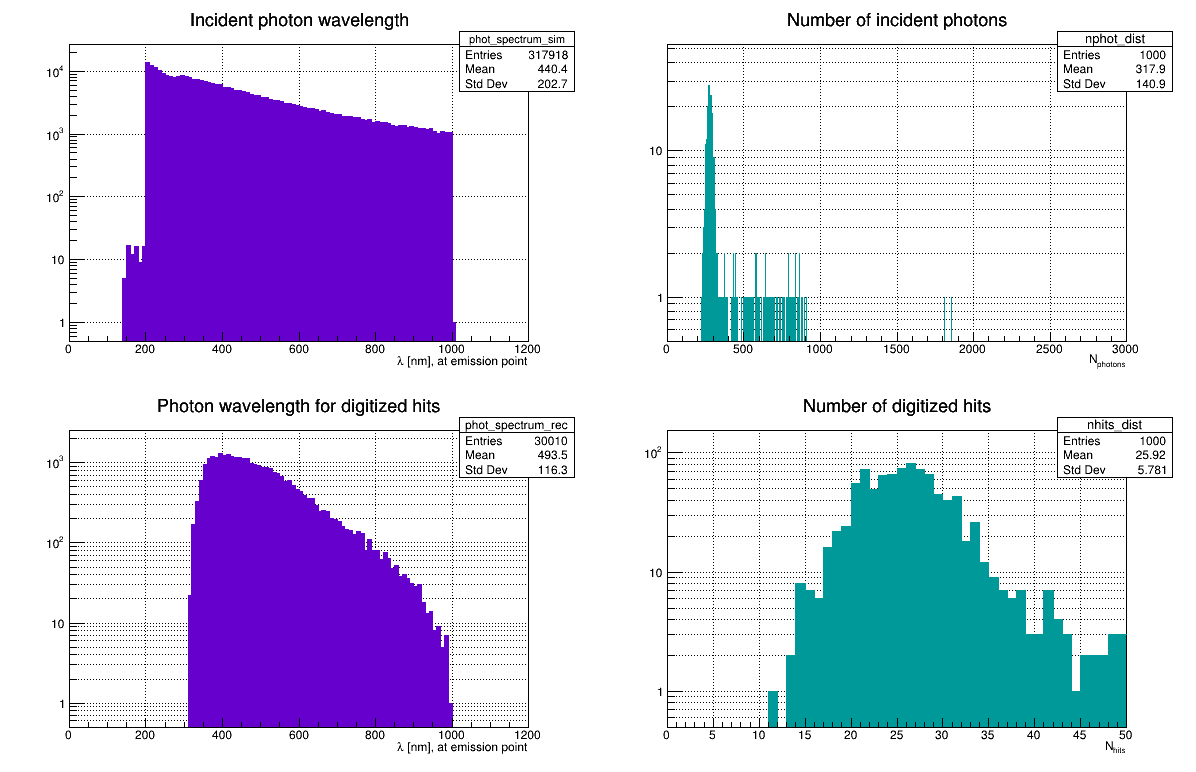 Incident photon wavelength
phot_spectrum_sim
Entries 317918
Mean 440.4
Std Dev 202.7
10^4
10^3
10^2
10
1
0 200 400 600 800 1000 1200
λ [nm], at emission point
Number of incident photons
nphot_dist
Entries 1000
Mean 317.9
Std Dev 140.9
10
1
0 500 1000 1500 2000 2500 3000
N_photons
Photon wavelength for digitized hits
phot_spectrum_rec
Entries 30010
Mean 493.5
Std Dev 116.3
10^3
10^2
10
1
0 200 400 600 800 1000 1200
λ [nm], at emission point
Number of digitized hits
nhits_dist
Entries 1000
Mean 25.92
Std Dev 5.781
10^2
10
1
0 5 10 15 20 25 30 35 40 45 50
N_hits